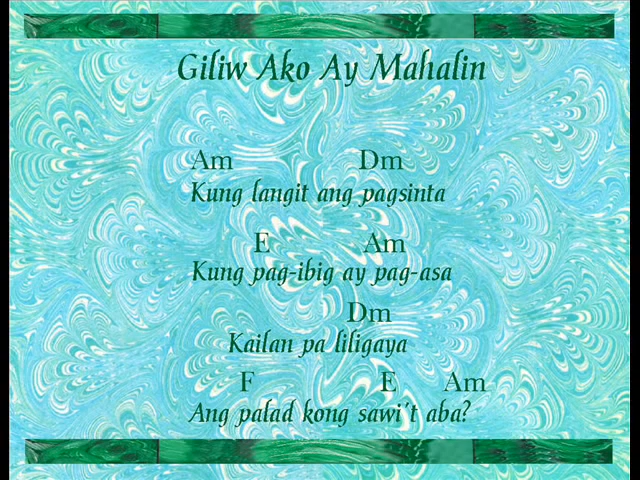 Giliw Ako Ay Mahalin
Am Dm
Kung langit ang pagsinta
E Am
Kung pag-ibig ay pag-asa
Dm
Kailan pa liligaya
F E Am
Ang palad kong sawi't aba?